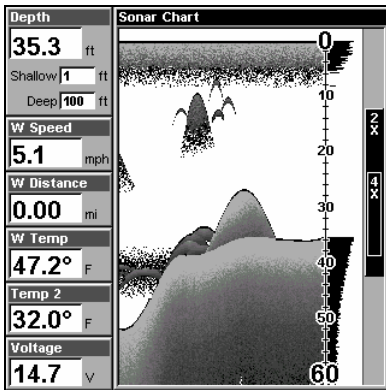 Depth
35.3 ft
Shallow 1 ft
Deep 100 ft
W Speed
5.1 mph
W Distance
0.00 mi
W Temp
47.2° F
Temp 2
32.0° F
Voltage
14.7 V
Sonar Chart
0
10
20
30
40
50
60
2X
4X